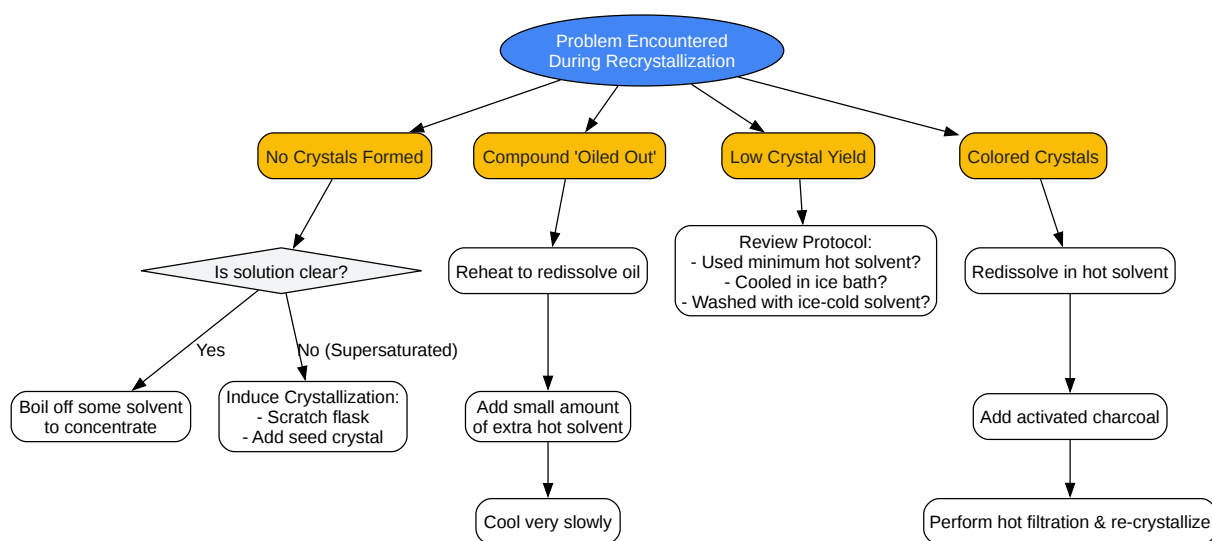 Problem Encountered
During Recrystallization
No Crystals Formed
Compound 'Oiled Out'
Low Crystal Yield
Colored Crystals
Is solution clear?
Reheat to redissolve oil
Review Protocol:
- Used minimum hot solvent?
- Cooled in ice bath?
- Washed with ice-cold solvent?
Redissolve in hot solvent
Yes
No (Supersaturated)
Boil off some solvent
to concentrate
Induce Crystallization:
- Scratch flask
- Add seed crystal
Add small amount
of extra hot solvent
Add activated charcoal
Cool very slowly
Perform hot filtration & re-crystallize